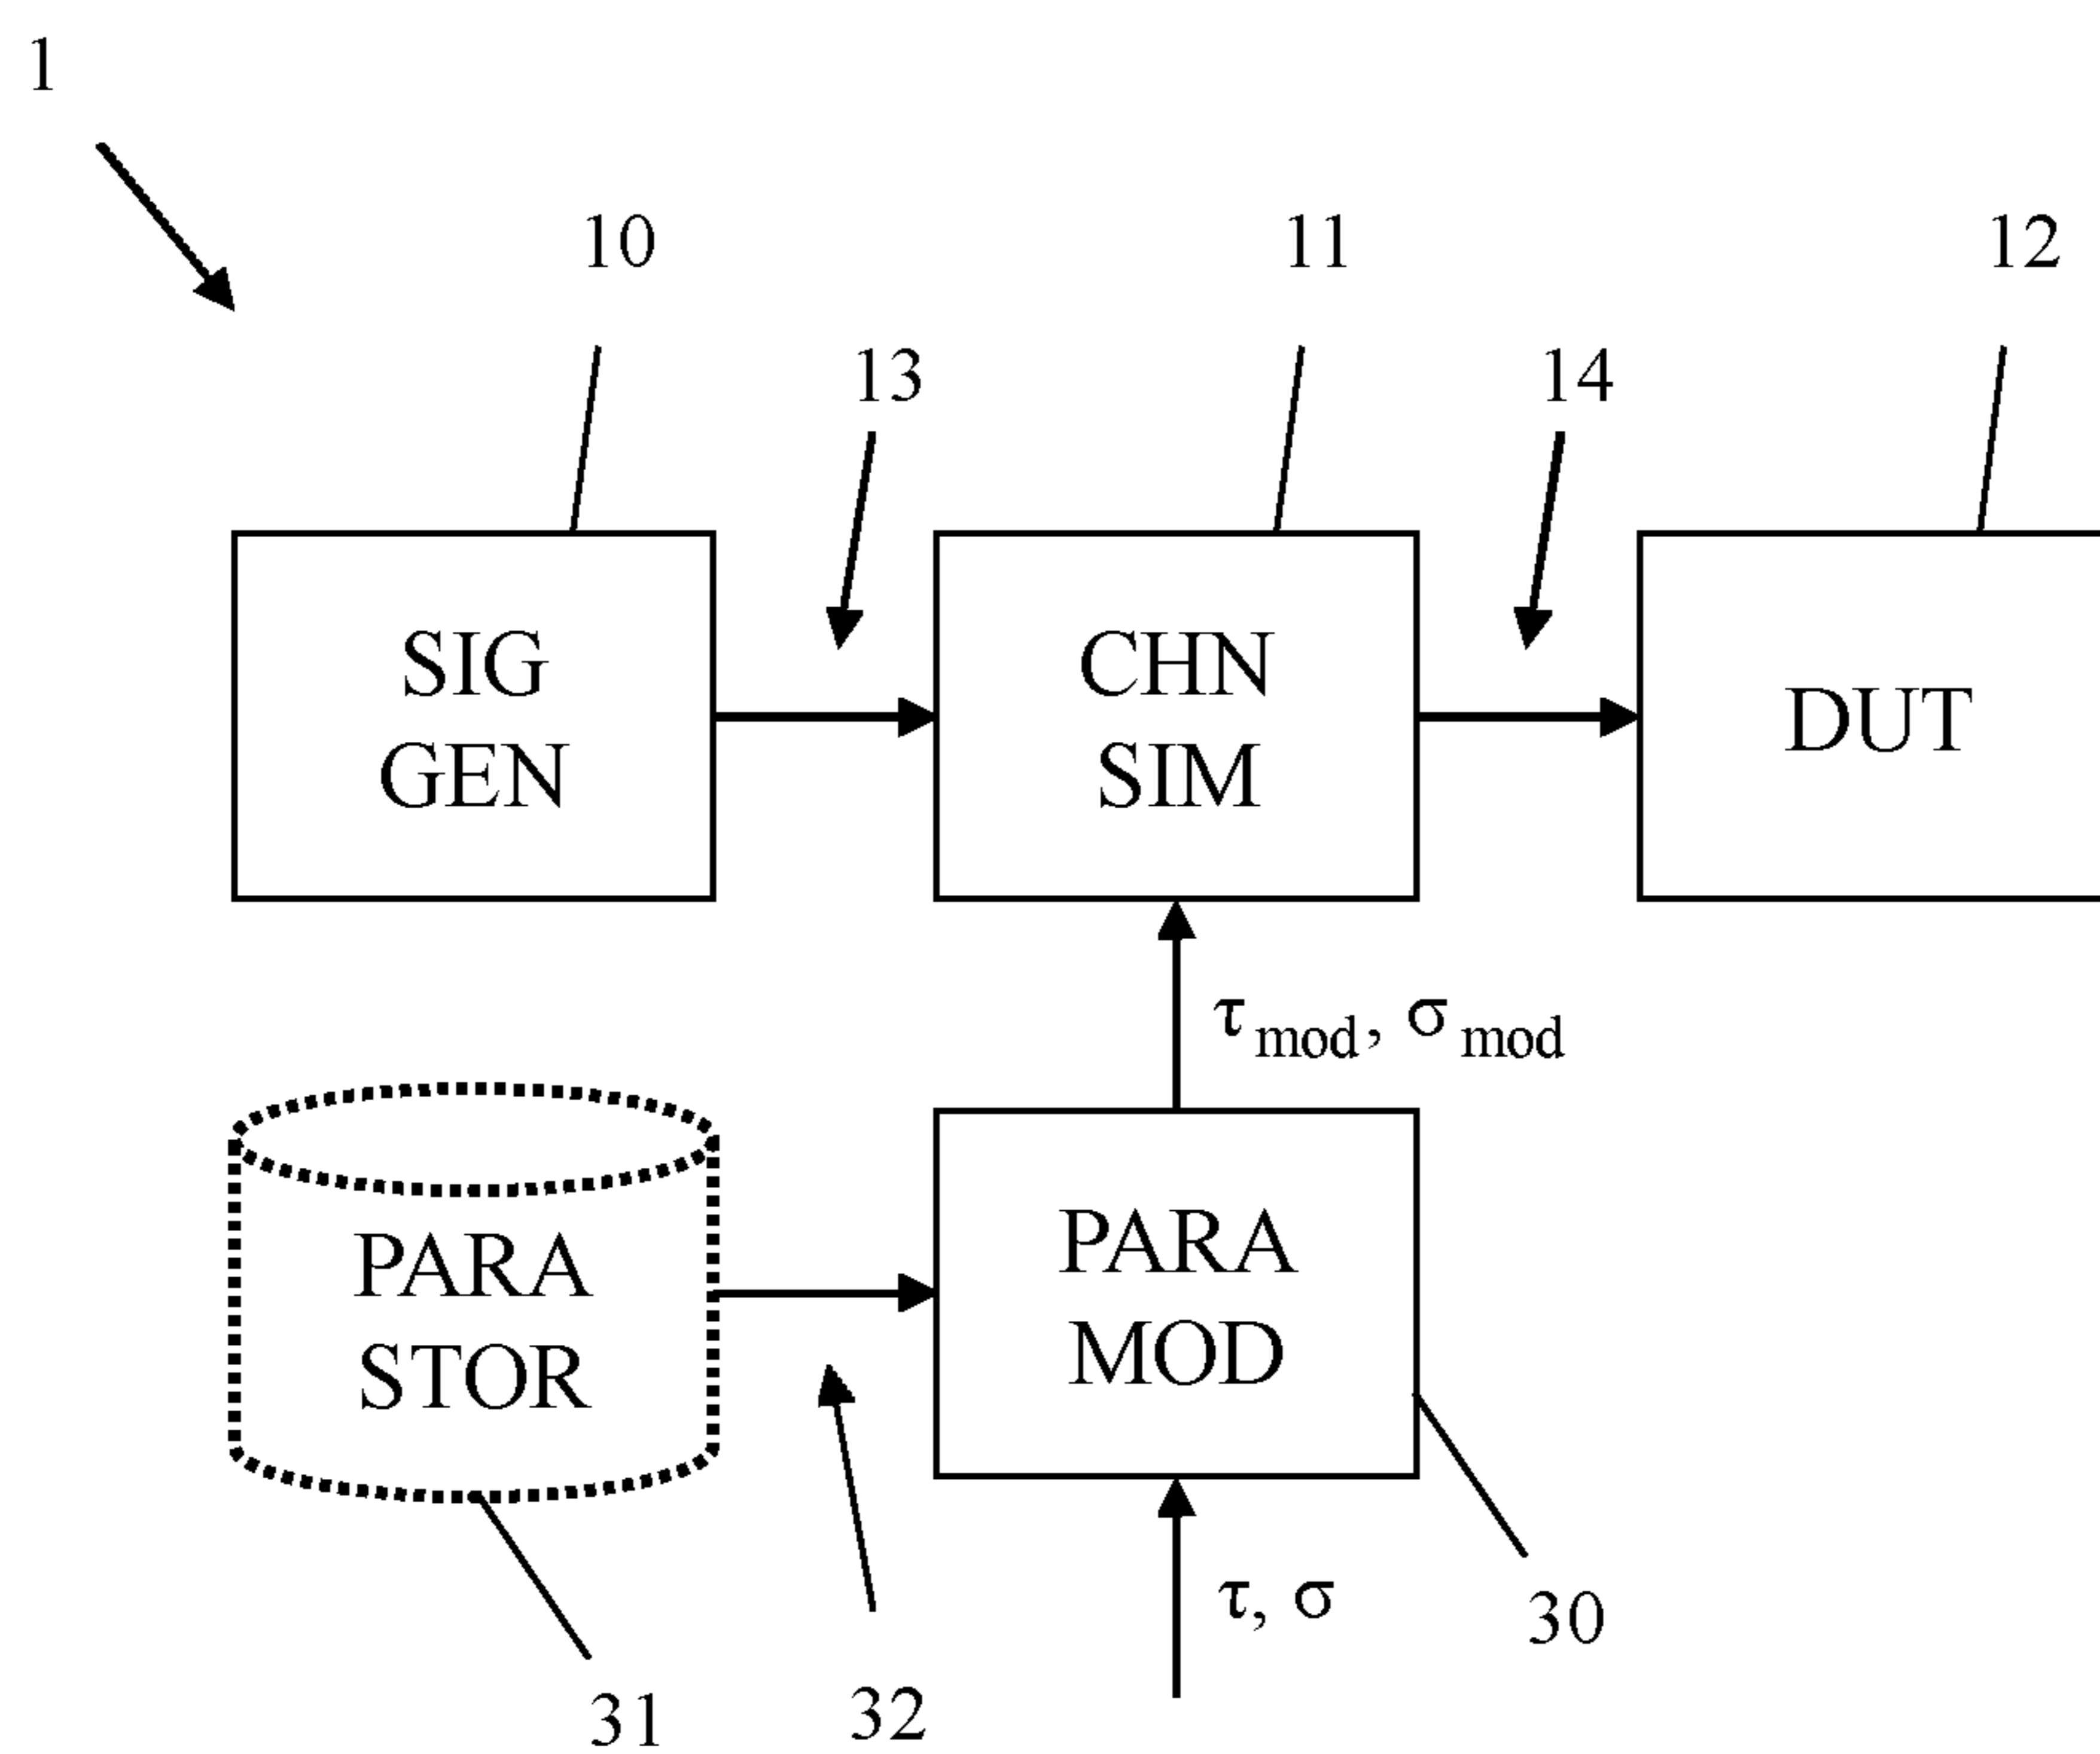 1
10
11
12
13
14
SIG
GEN
CHN
SIM
DUT
τmod, σmod
PARA
STOR
PARA
MOD
τ, σ
30
31
32